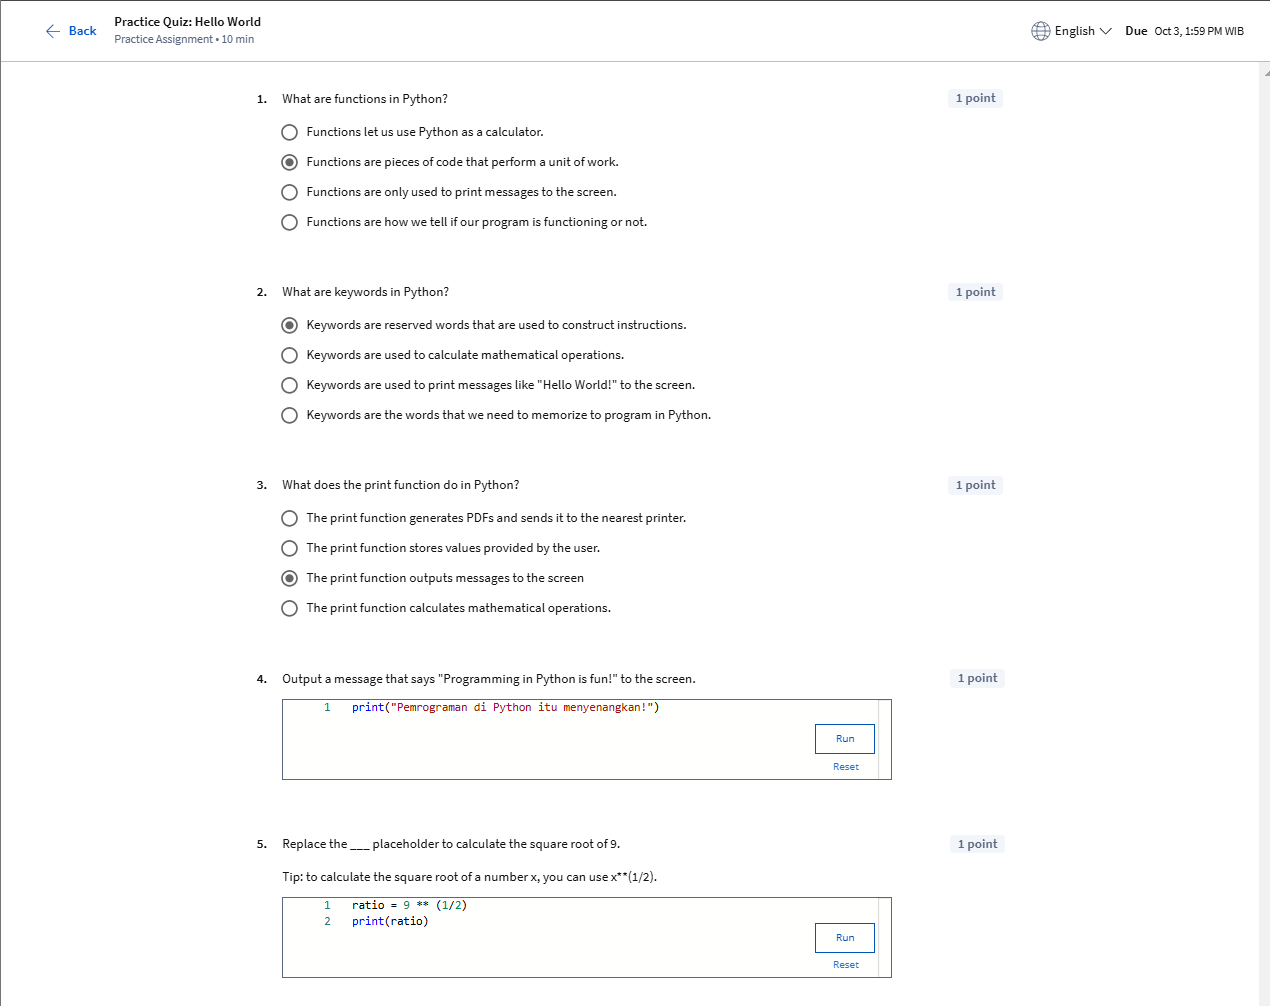 Back
Practice Quiz: Hello World
Practice Assignment • 10 min
English
Due Oct 3, 1:59 PM WIB
1. What are functions in Python?
1 point
Functions let us use Python as a calculator.
Functions are pieces of code that perform a unit of work.
Functions are only used to print messages to the screen.
Functions are how we tell if our program is functioning or not.
2. What are keywords in Python?
1 point
Keywords are reserved words that are used to construct instructions.
Keywords are used to calculate mathematical operations.
Keywords are used to print messages like "Hello World!" to the screen.
Keywords are the words that we need to memorize to program in Python.
3. What does the print function do in Python?
1 point
The print function generates PDFs and sends it to the nearest printer.
The print function stores values provided by the user.
The print function outputs messages to the screen
The print function calculates mathematical operations.
4. Output a message that says "Programming in Python is fun!" to the screen.
1 point
1 print("Pemrograman di Python itu menyenangkan!")
Run
Reset
5. Replace the ___ placeholder to calculate the square root of 9.
1 point
Tip: to calculate the square root of a number x, you can use x**(1/2).
1 ratio = 9 ** (1/2)
2 print(ratio)
Run
Reset